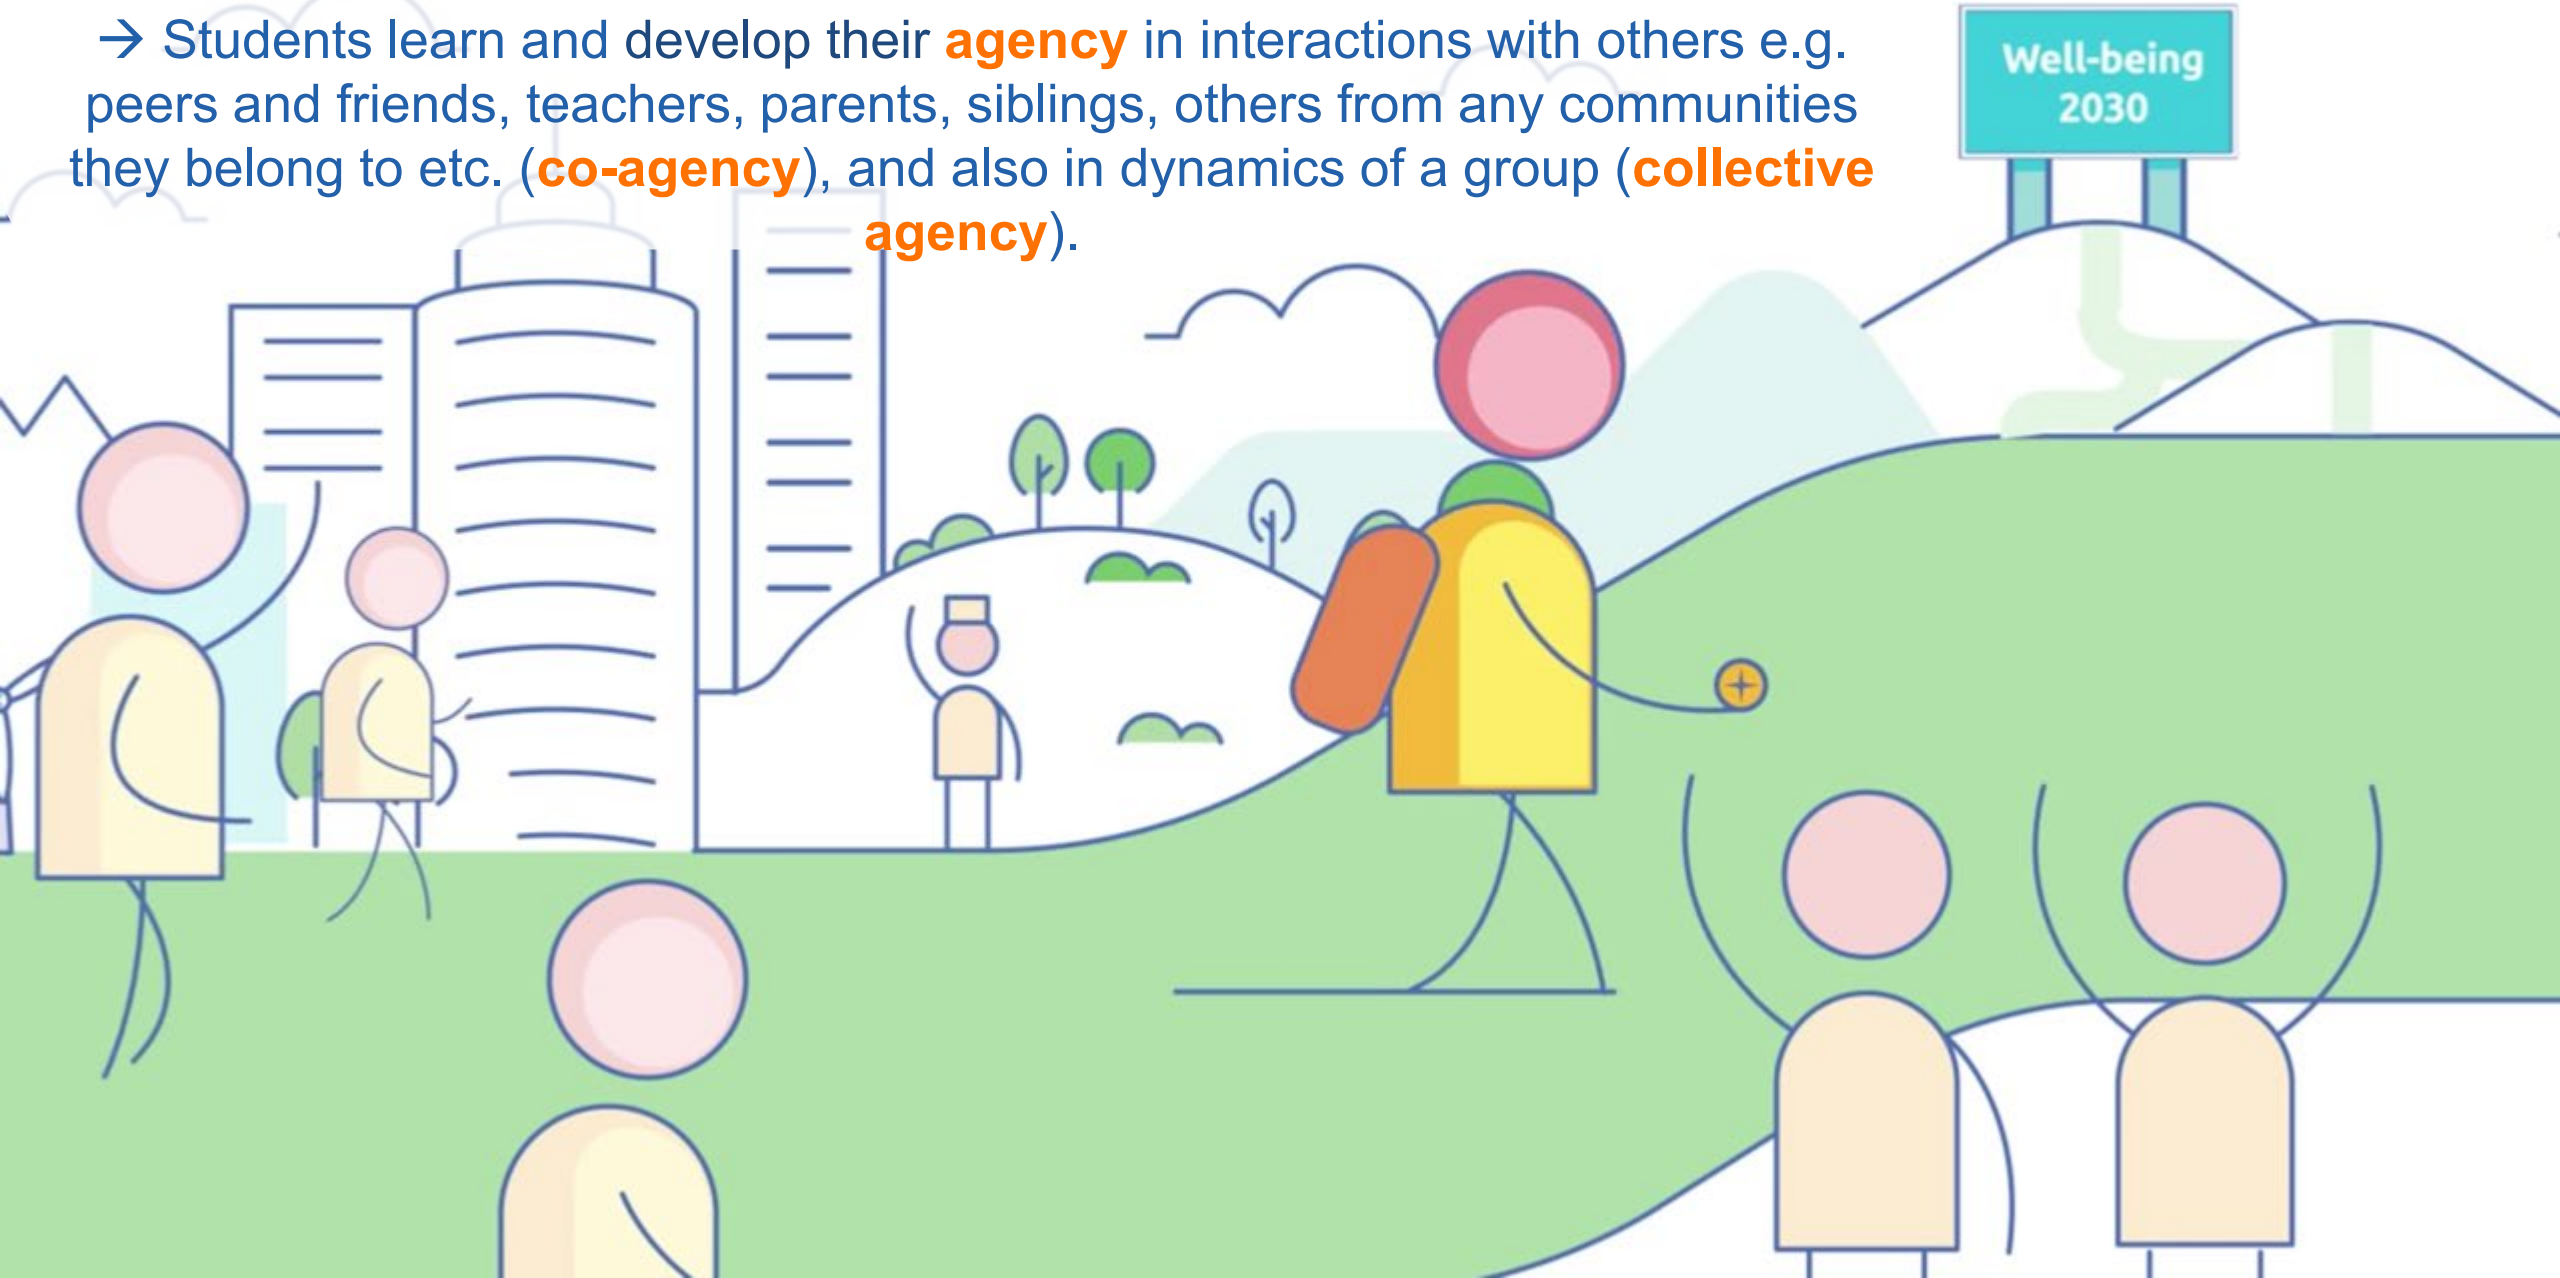 → Students learn and develop their agency in interactions with others e.g.
peers and friends, teachers, parents, siblings, others from any communities
they belong to etc. (co-agency), and also in dynamics of a group (collective
agency).
Well-being
2030